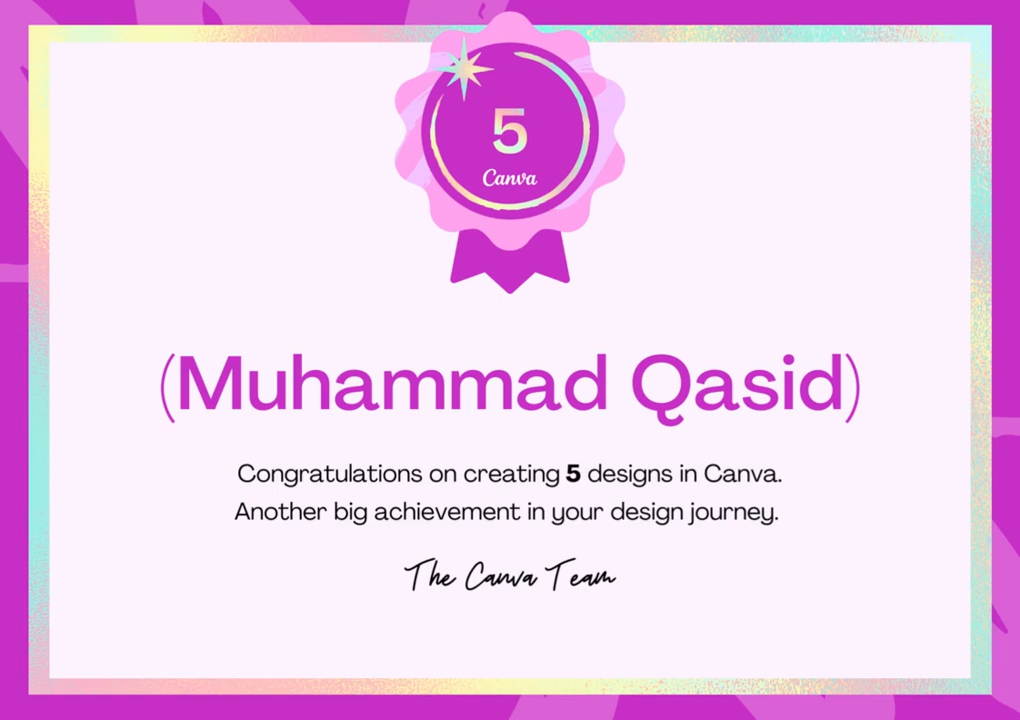 5
Canva
(Muhammad Qasid)
Congratulations on creating 5 designs in Canva.
Another big achievement in your design journey.
The Canva Team